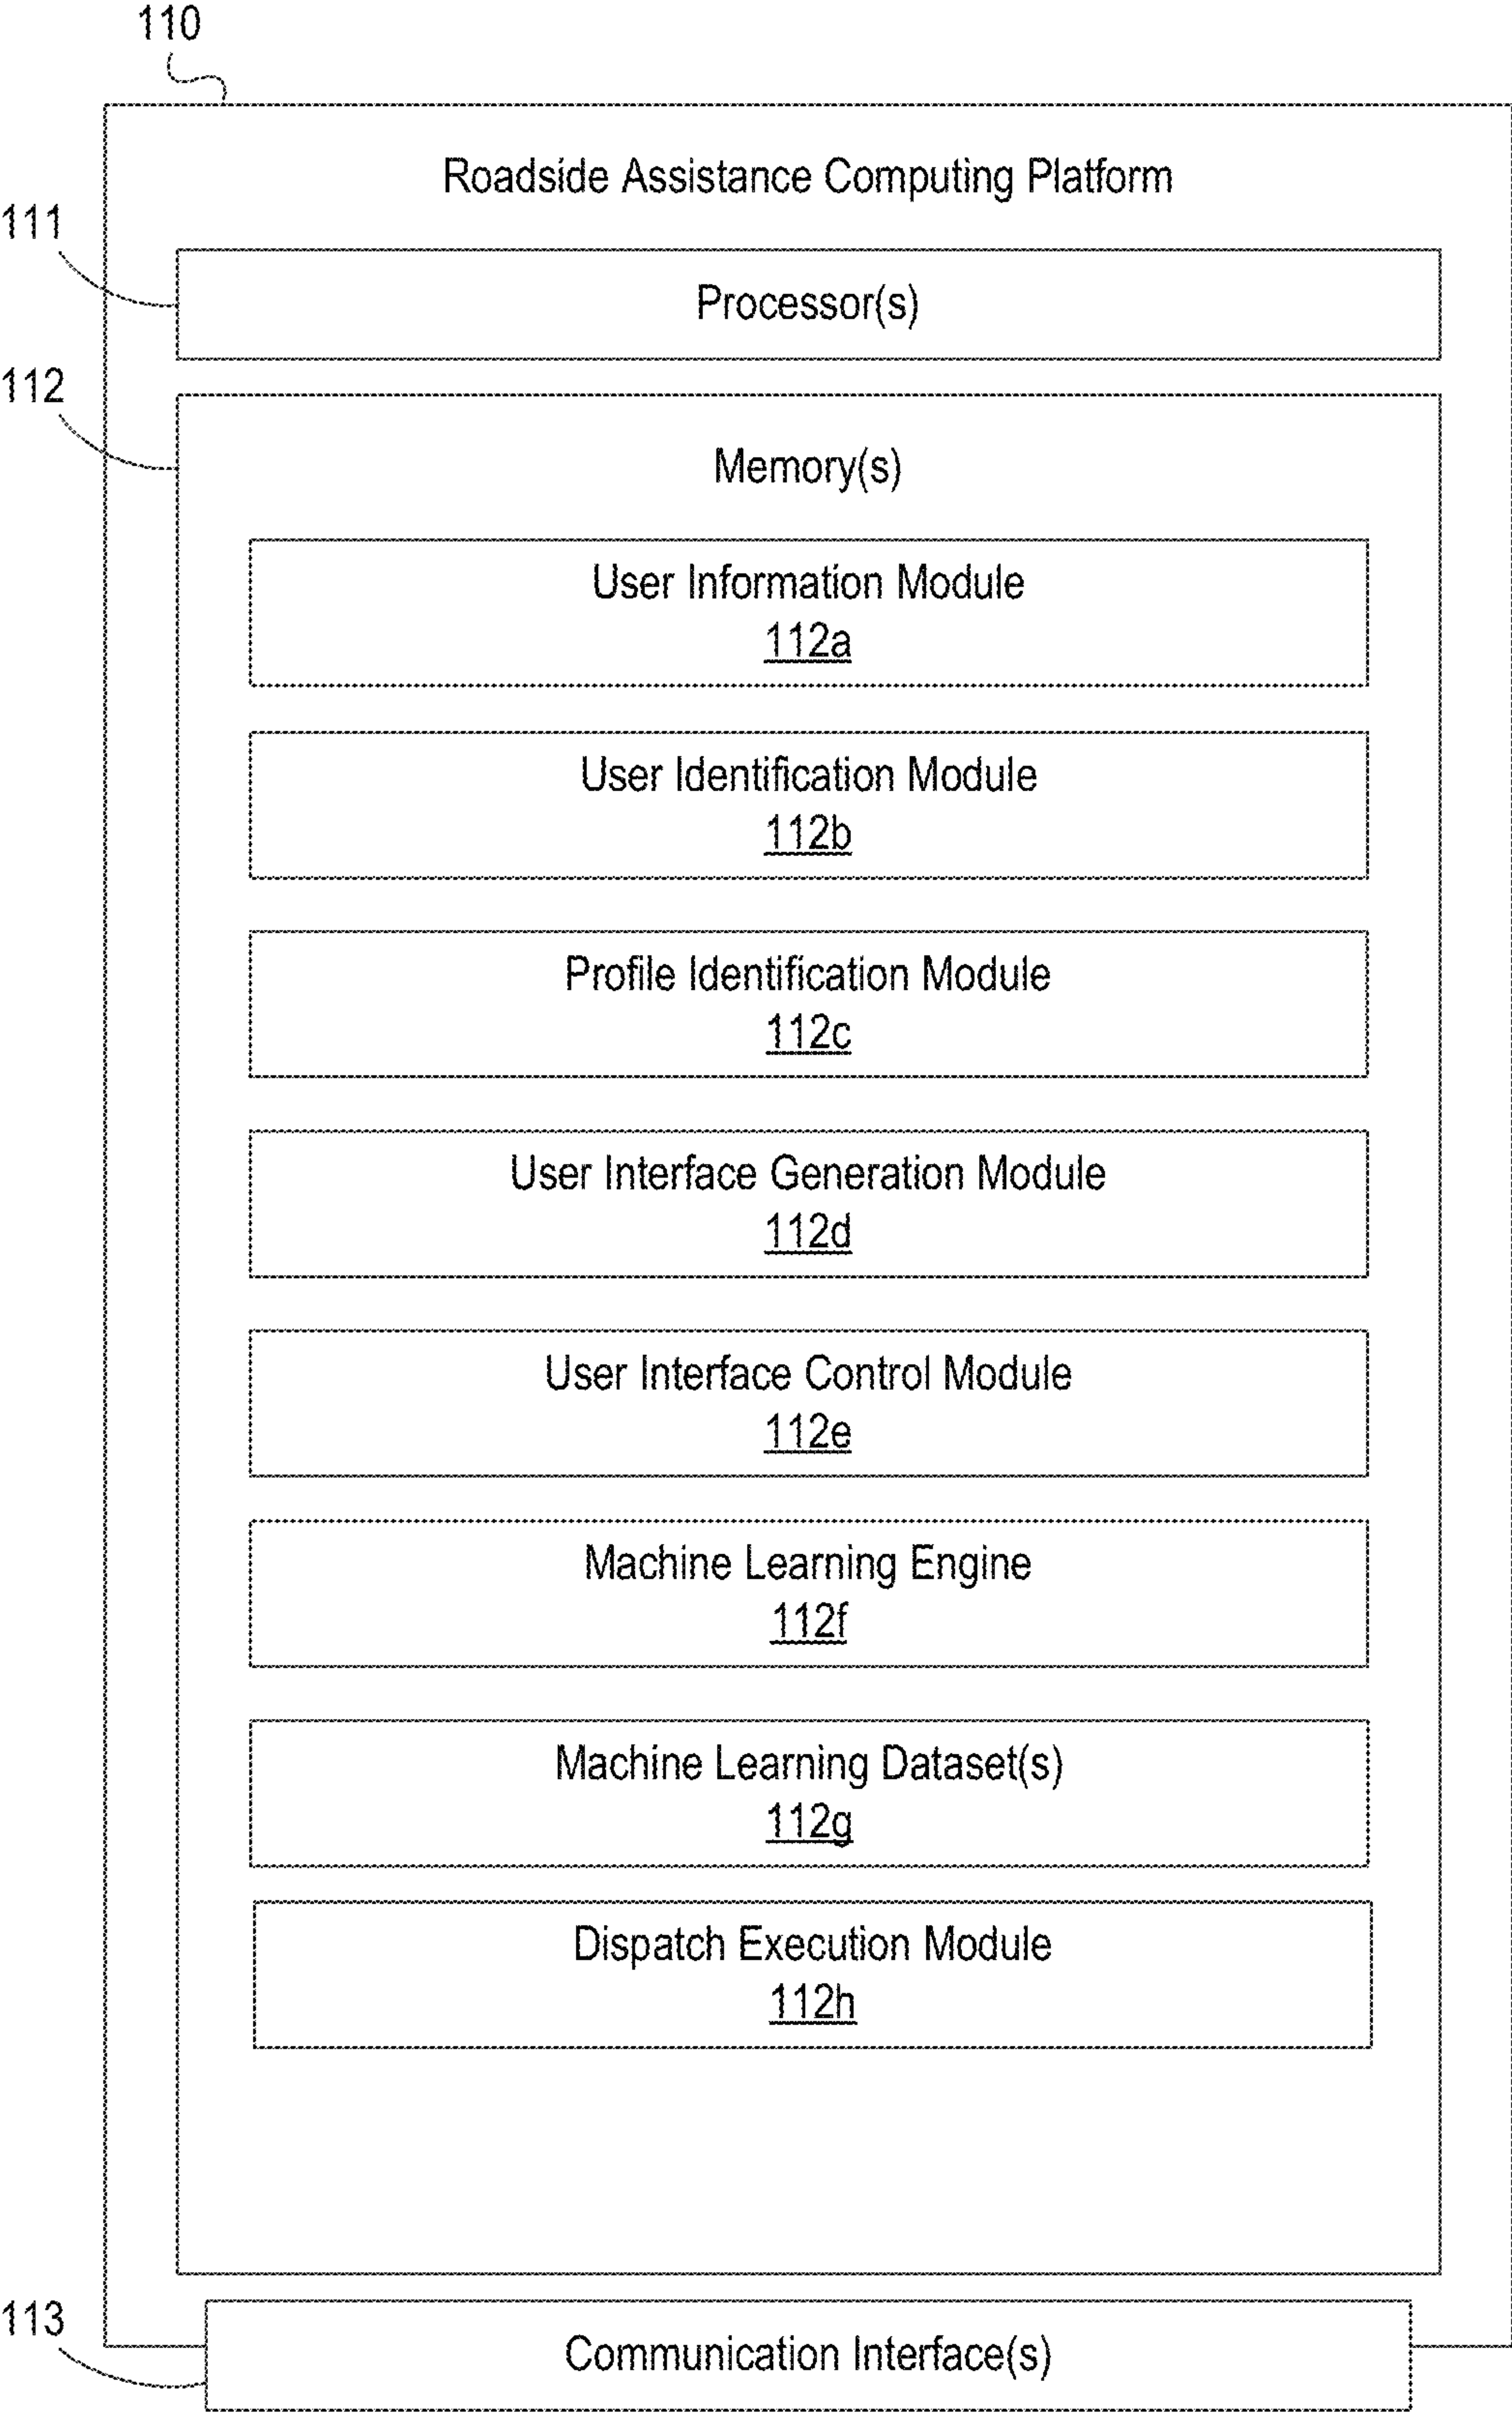 110
Roadside Assistance Computing Platform
111
Processor(s)
112
Memory(s)
User Information Module
112a
User Identification Module
112b
Profile Identification Module
112c
User Interface Generation Module
112d
User Interface Control Module
112e
Machine Learning Engine
112f
Machine Learning Dataset(s)
112g
Dispatch Execution Module
112h
113
Communication Interface(s)